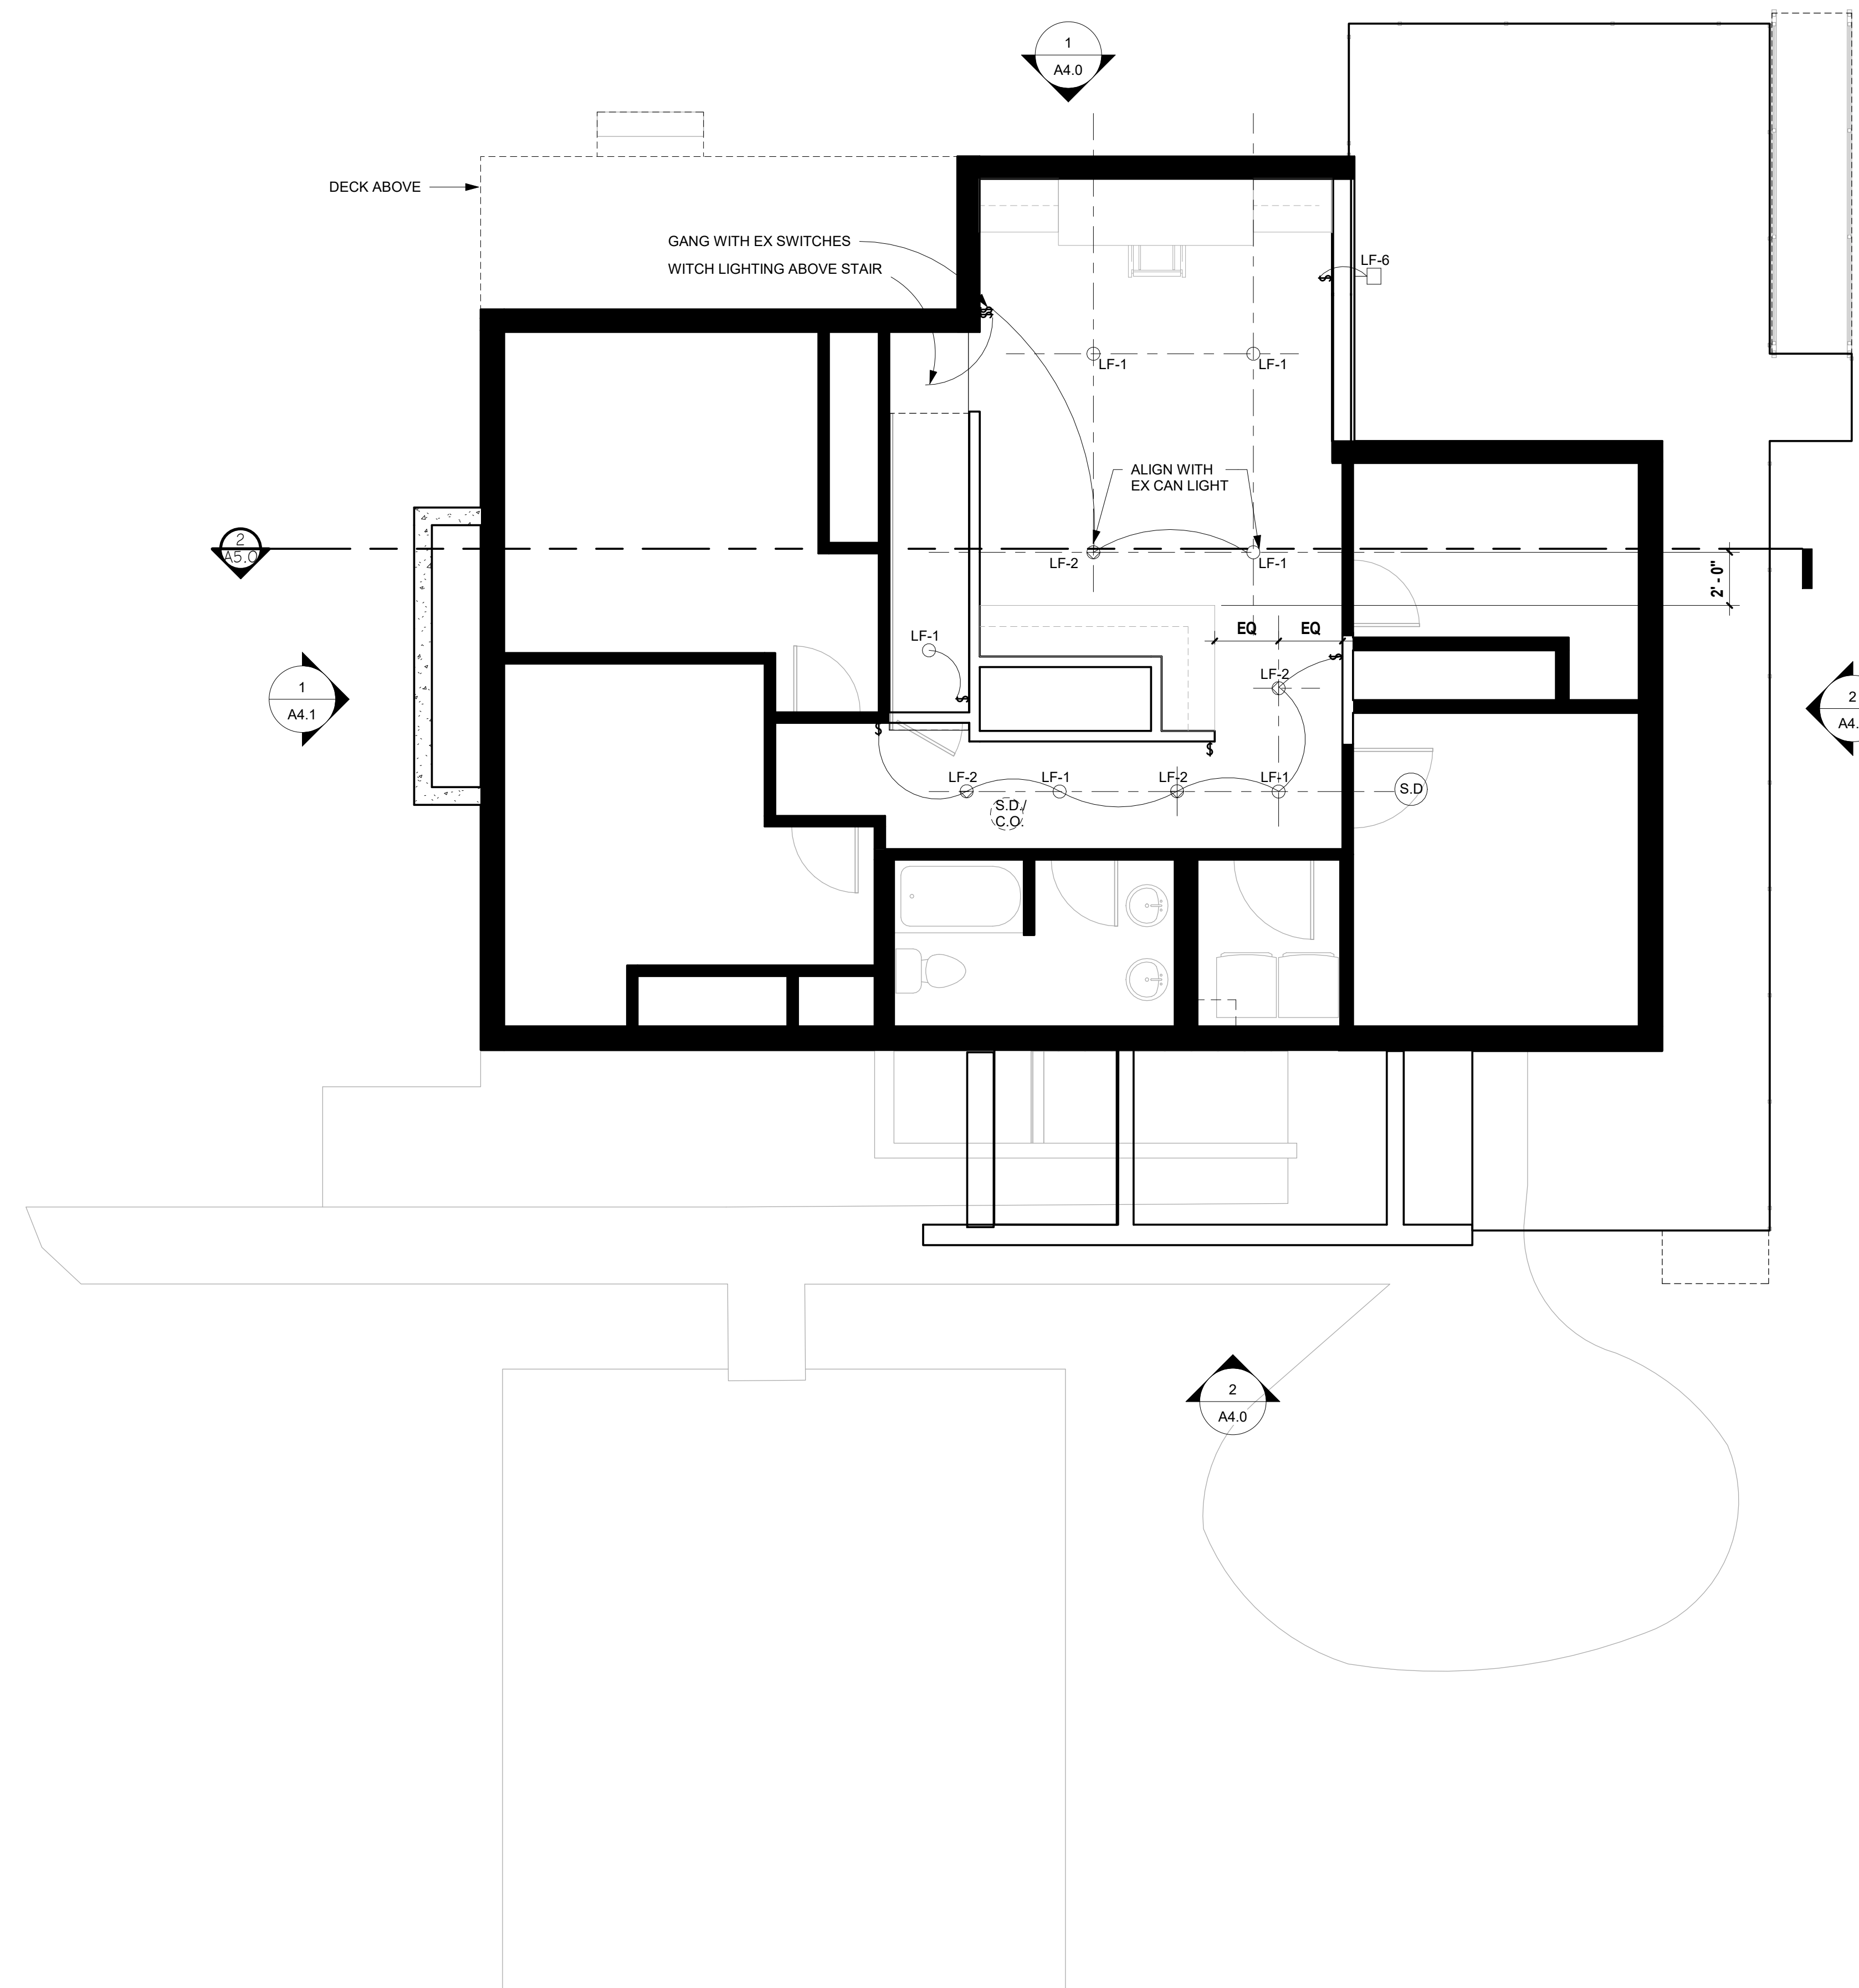 1
A4.0
DECK ABOVE
GANG WITH EX SWITCHES
WITCH LIGHTING ABOVE STAIR
LF-6
$
$$
LF-1
LF-1
ALIGN WITH
EX CAN LIGHT
2
A5.0
LF-2
LF-1
2' - 0"
EQ
EQ
LF-1
$
LF-2
$
1
A4.1
2
A4.
$
$
LF-2
LF-1
LF-2
LF-1
S.D./
C.O.
S.D
2
A4.0